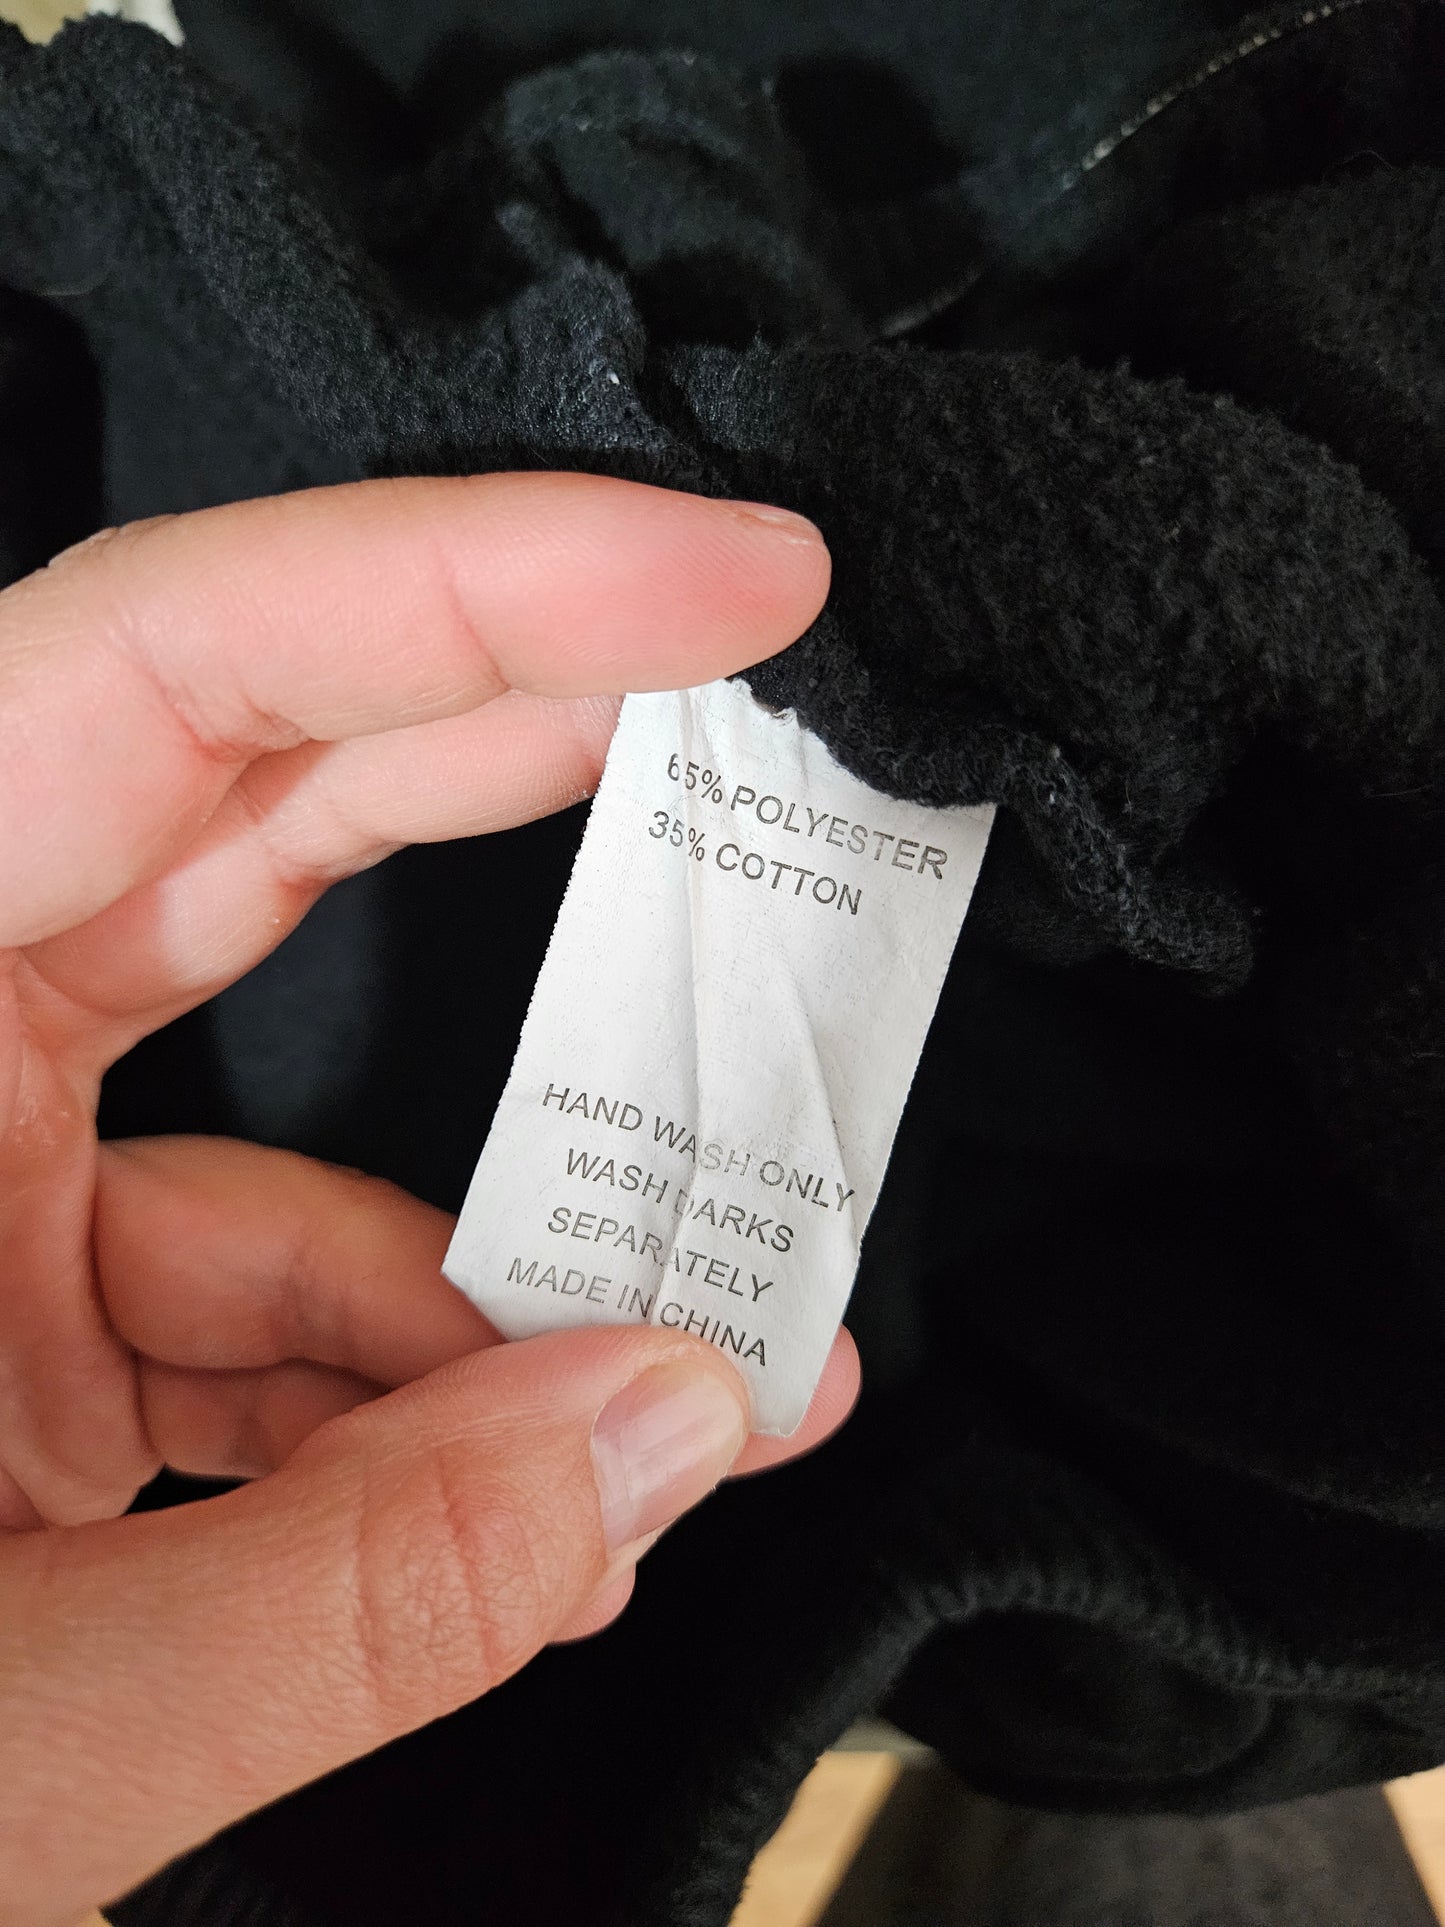 65% POLYESTER
35% COTTON
HAND WASH ONLY
WASH DARKS
SEPARATELY
MADE IN CHINA